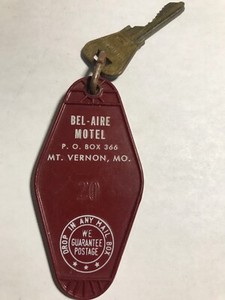 BEL-AIRE
MOTEL
P. O. BOX 366
MT. VERNON, MO.
20
DROP IN ANY MAIL BOX
WE
GUARANTEE
POSTAGE